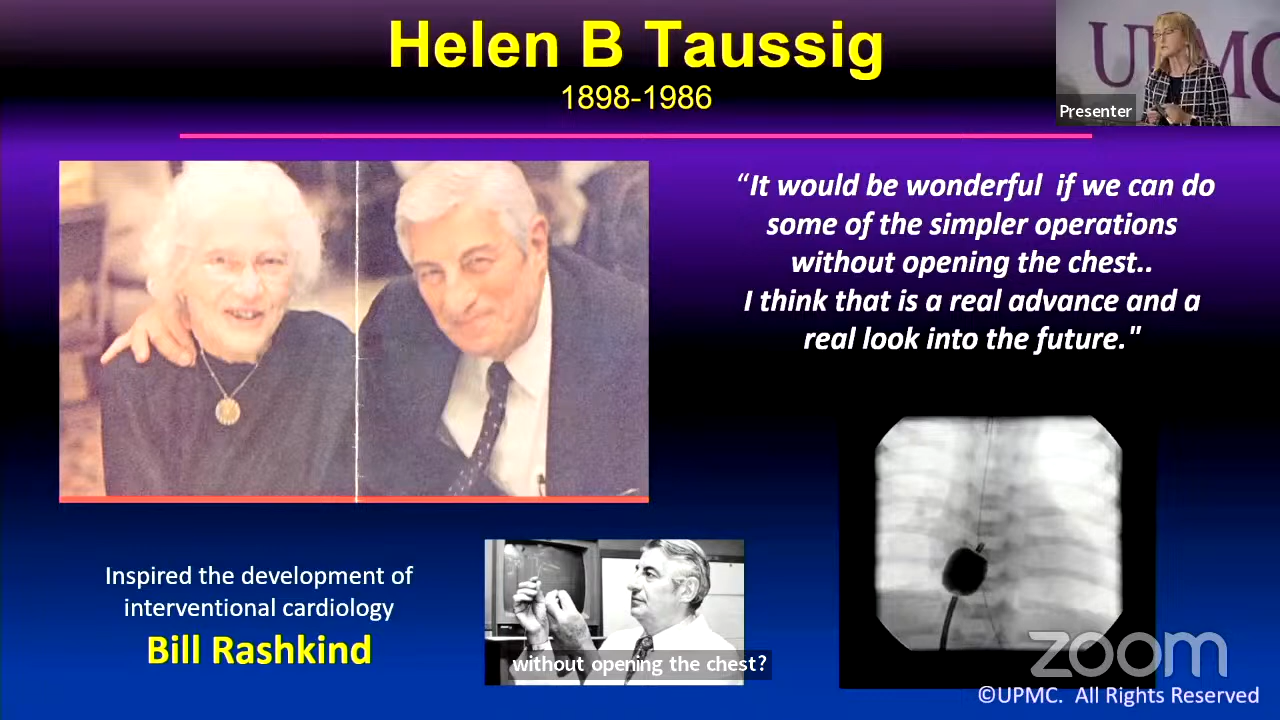 Helen B Taussig
1898-1986
UPMC
Presenter
“It would be wonderful  if we can do
some of the simpler operations
without opening the chest..
I think that is a real advance and a
real look into the future."
Inspired the development of
interventional cardiology
Bill Rashkind
without opening the chest?
zoom
©UPMC.  All Rights Reserved